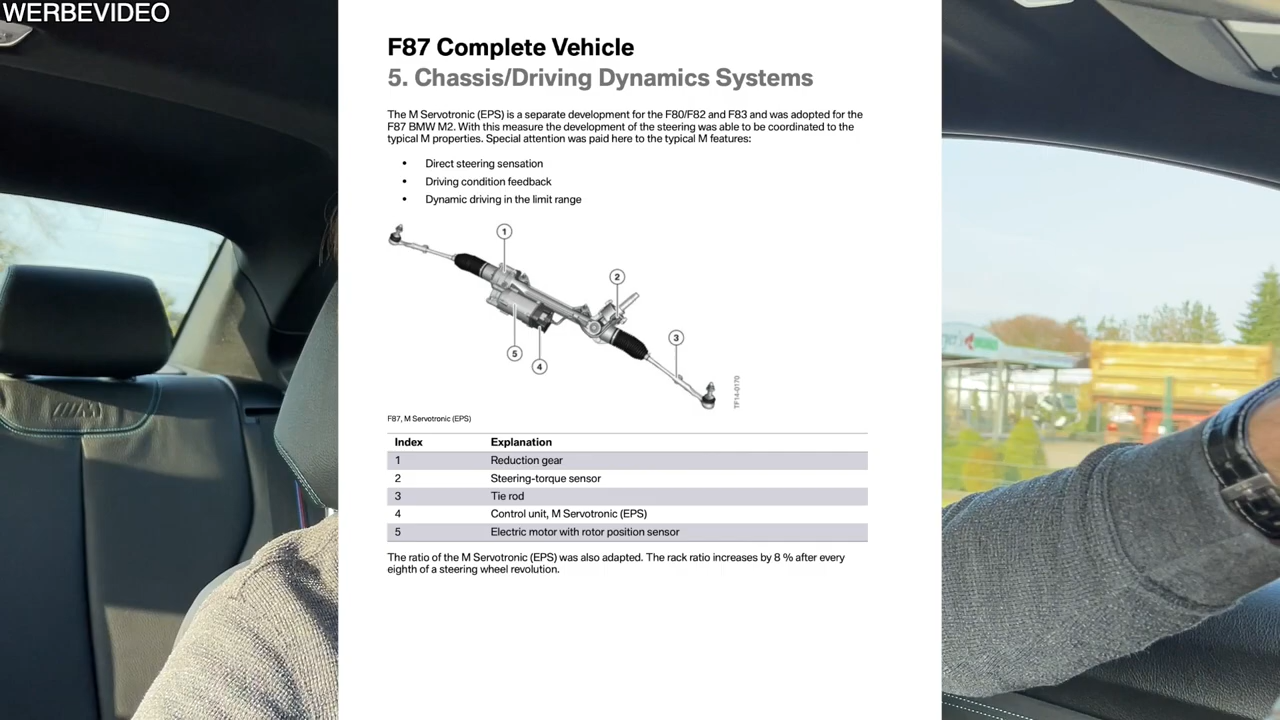 WERBEVIDEO
F87 Complete Vehicle
5. Chassis/Driving Dynamics Systems
The M Servotronic (EPS) is a separate development for the F80/F82 and F83 and was adopted for the
F87 BMW M2. With this measure the development of the steering was able to be coordinated to the
typical M properties. Special attention was paid here to the typical M features:
• Direct steering sensation
• Driving condition feedback
• Dynamic driving in the limit range
1
2
3
5
4
TF14-0170
F87, M Servotronic (EPS)
Index Explanation
1 Reduction gear
2 Steering-torque sensor
3 Tie rod
4 Control unit, M Servotronic (EPS)
5 Electric motor with rotor position sensor
The ratio of the M Servotronic (EPS) was also adapted. The rack ratio increases by 8 % after every
eighth of a steering wheel revolution.